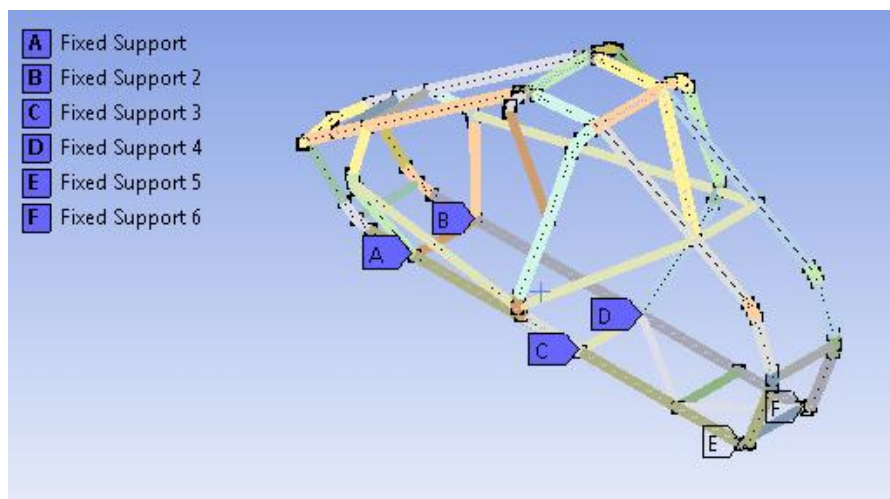 A Fixed Support
B Fixed Support 2
C Fixed Support 3
D Fixed Support 4
E Fixed Support 5
F Fixed Support 6
B
A
D
C
F
E